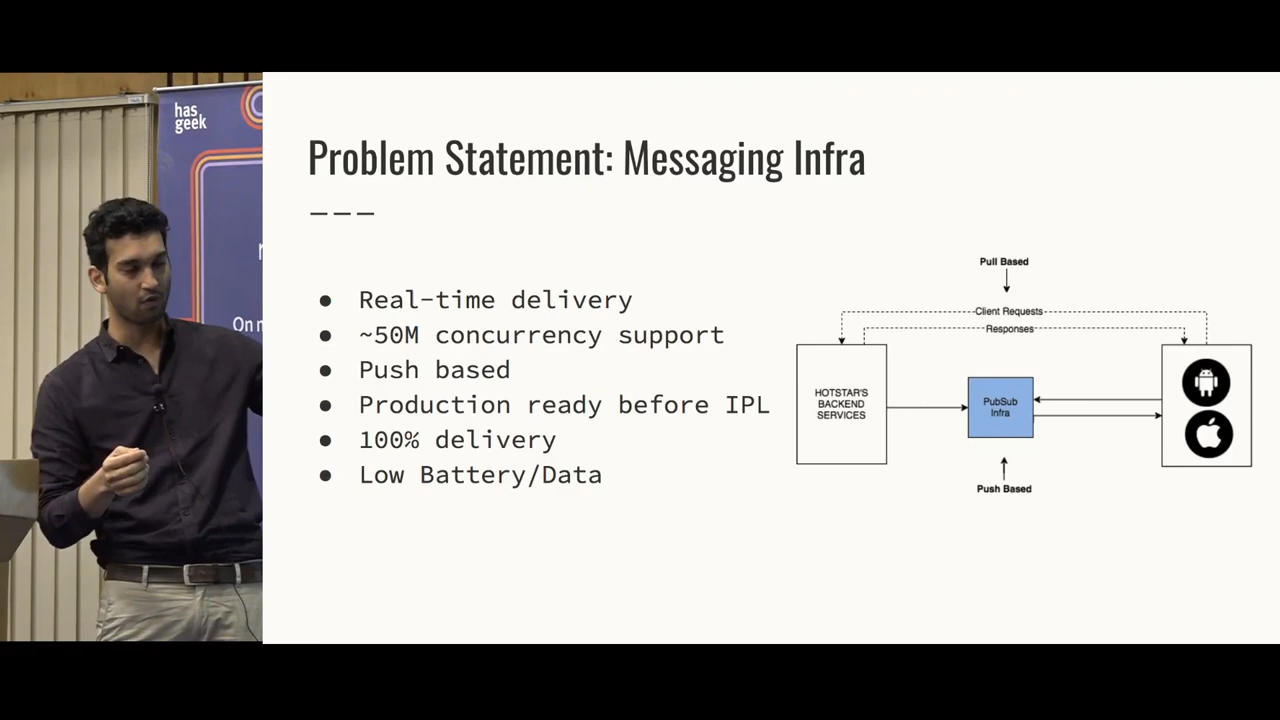 has
geek
On
Problem Statement: Messaging Infra
● Real-time delivery
● ~50M concurrency support
● Push based
● Production ready before IPL
● 100% delivery
● Low Battery/Data
Pull Based
Client Requests
Responses
HOTSTAR'S
BACKEND
SERVICES
PubSub
Infra
Push Based